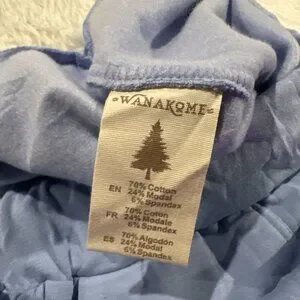 WANAKOME
70% Cotton
EN 24% Modal
6% Spandex
70% Coton
FR 24% Modale
6% Spandex
70% Algodón
ES 24% Modal
6% Spandex